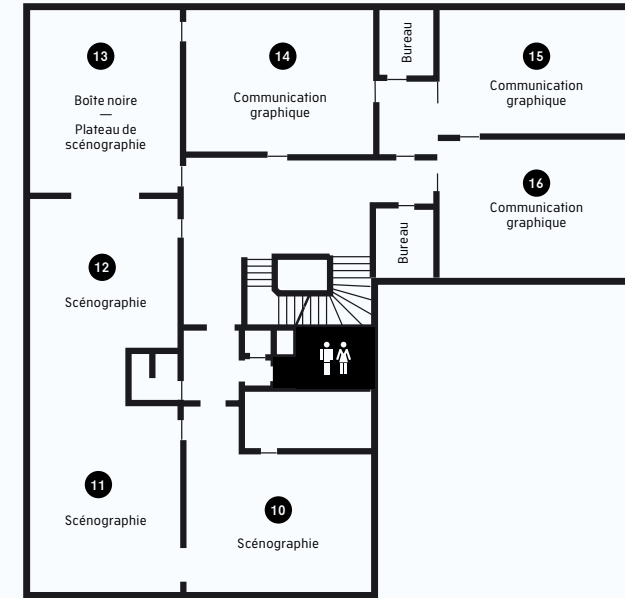 13
Boîte noire
—
Plateau de
scénographie
14
Communication
graphique
Bureau
15
Communication
graphique
16
Communication
graphique
Bureau
12
Scénographie
11
Scénographie
10
Scénographie